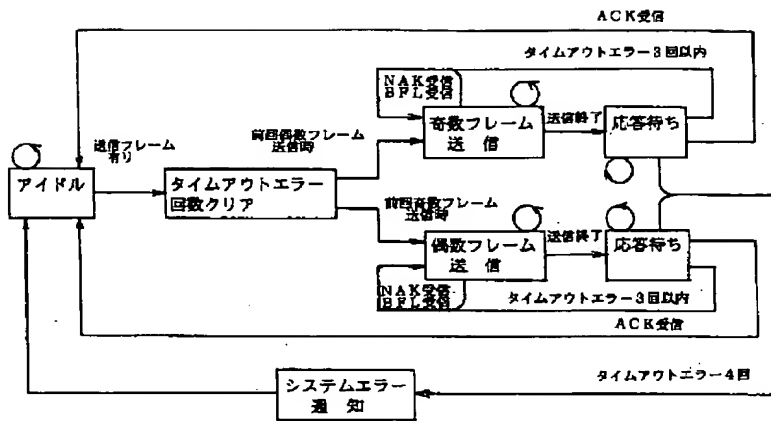 ACK受信
タイムアウトエラー3回以内
NAK受信
BFL受信
奇数フレーム
送 信
送信終了
応答待ち
前回偶数フレーム
送信時
送信フレーム
有り
アイドル
タイムアウトエラー
回数クリア
前回奇数フレーム
送信時
偶数フレーム
送 信
送信終了
応答待ち
NAK受信
BFL受信
タイムアウトエラー3回以内
ACK受信
システムエラー
通 知
タイムアウトエラー4回